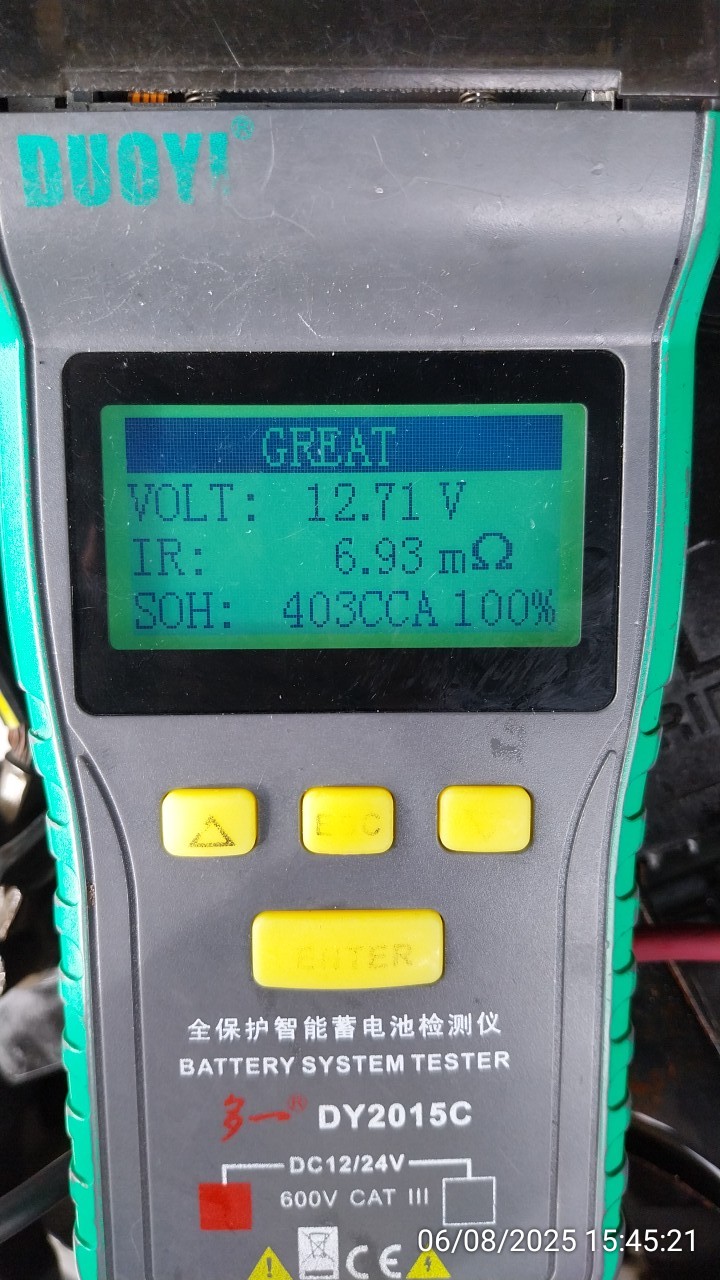 DUOYI®
GREAT
VOLT: 12.71 V
IR: 6.93 mΩ
SOH: 403CCA 100%
ESC
ENTER
全保护智能蓄电池检测仪
BATTERY SYSTEM TESTER
多一® DY2015C
DC12/24V
600V CAT III
CE
06/08/2025 15:45:21